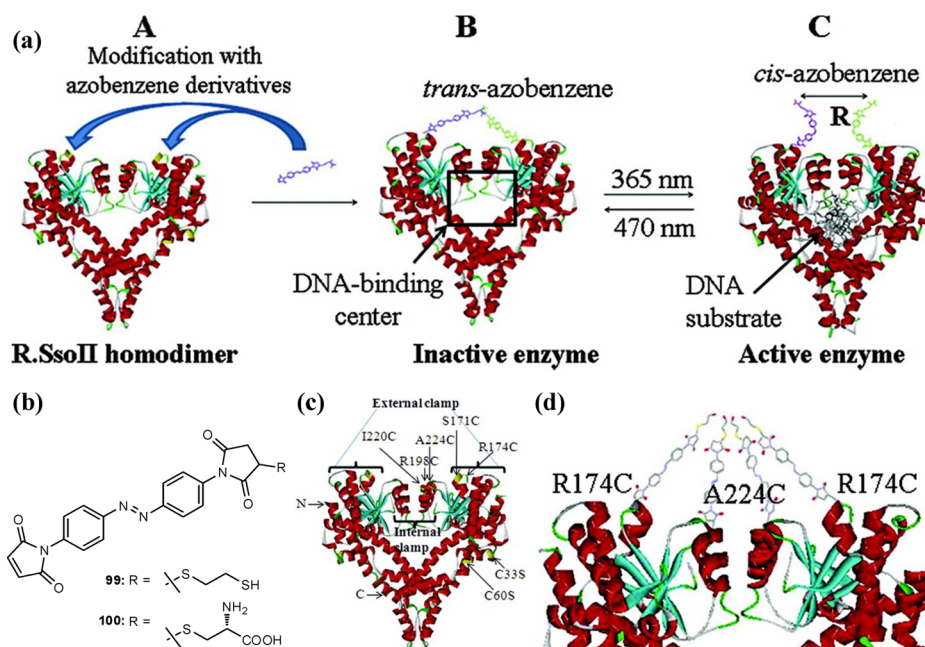 (a)
A
B
C
Modification with
azobenzene derivatives
trans-azobenzene
cis-azobenzene
R
365 nm
470 nm
DNA-binding
center
DNA
substrate
R.SsoII homodimer
Inactive enzyme
Active enzyme
(b)
O
N
R
O
N
N
O
N
O
99: R =
S
SH
100: R =
NH2
S
COOH
(c)
External clamp
S171C
I220C
A224C
R174C
R198C
N
Internal
clamp
C33S
C
C60S
(d)
R174C
A224C
R174C